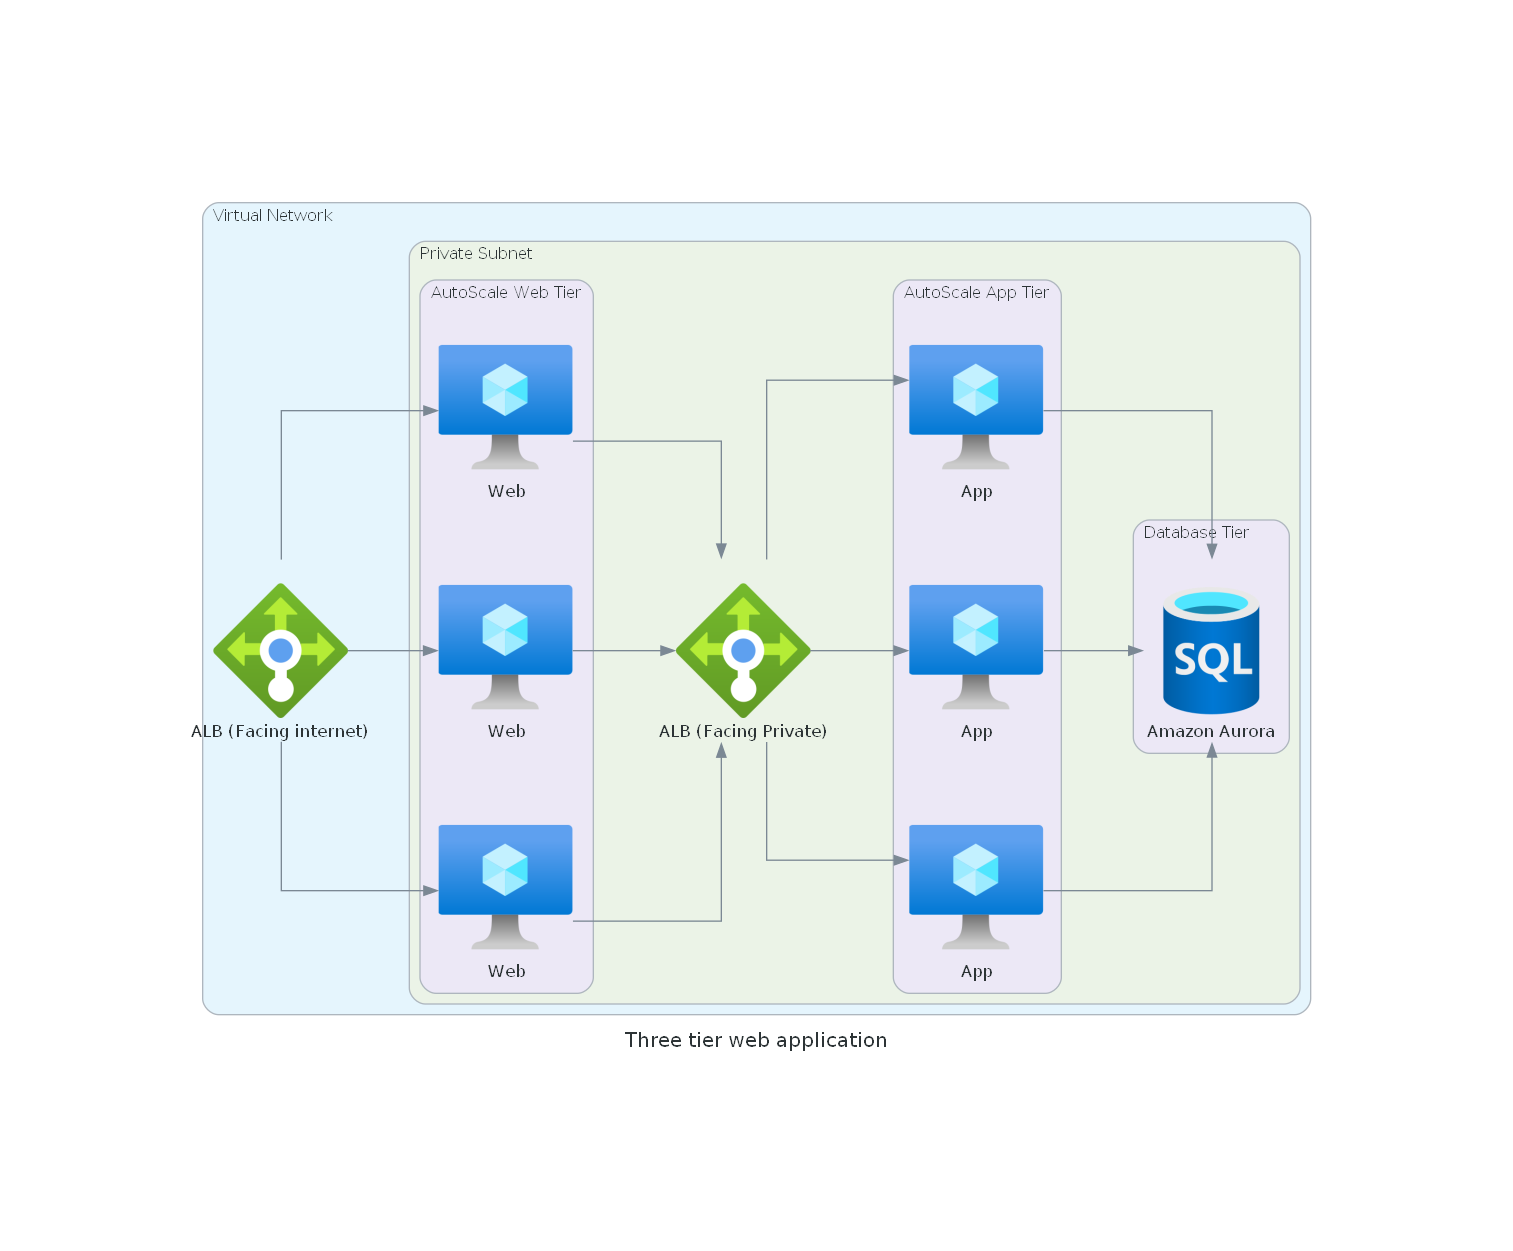 Virtual Network
Private Subnet
AutoScale Web Tier
AutoScale App Tier
Web
App
Database Tier
SQL
ALB (Facing internet)
Web
ALB (Facing Private)
App
Amazon Aurora
Web
App
Three tier web application